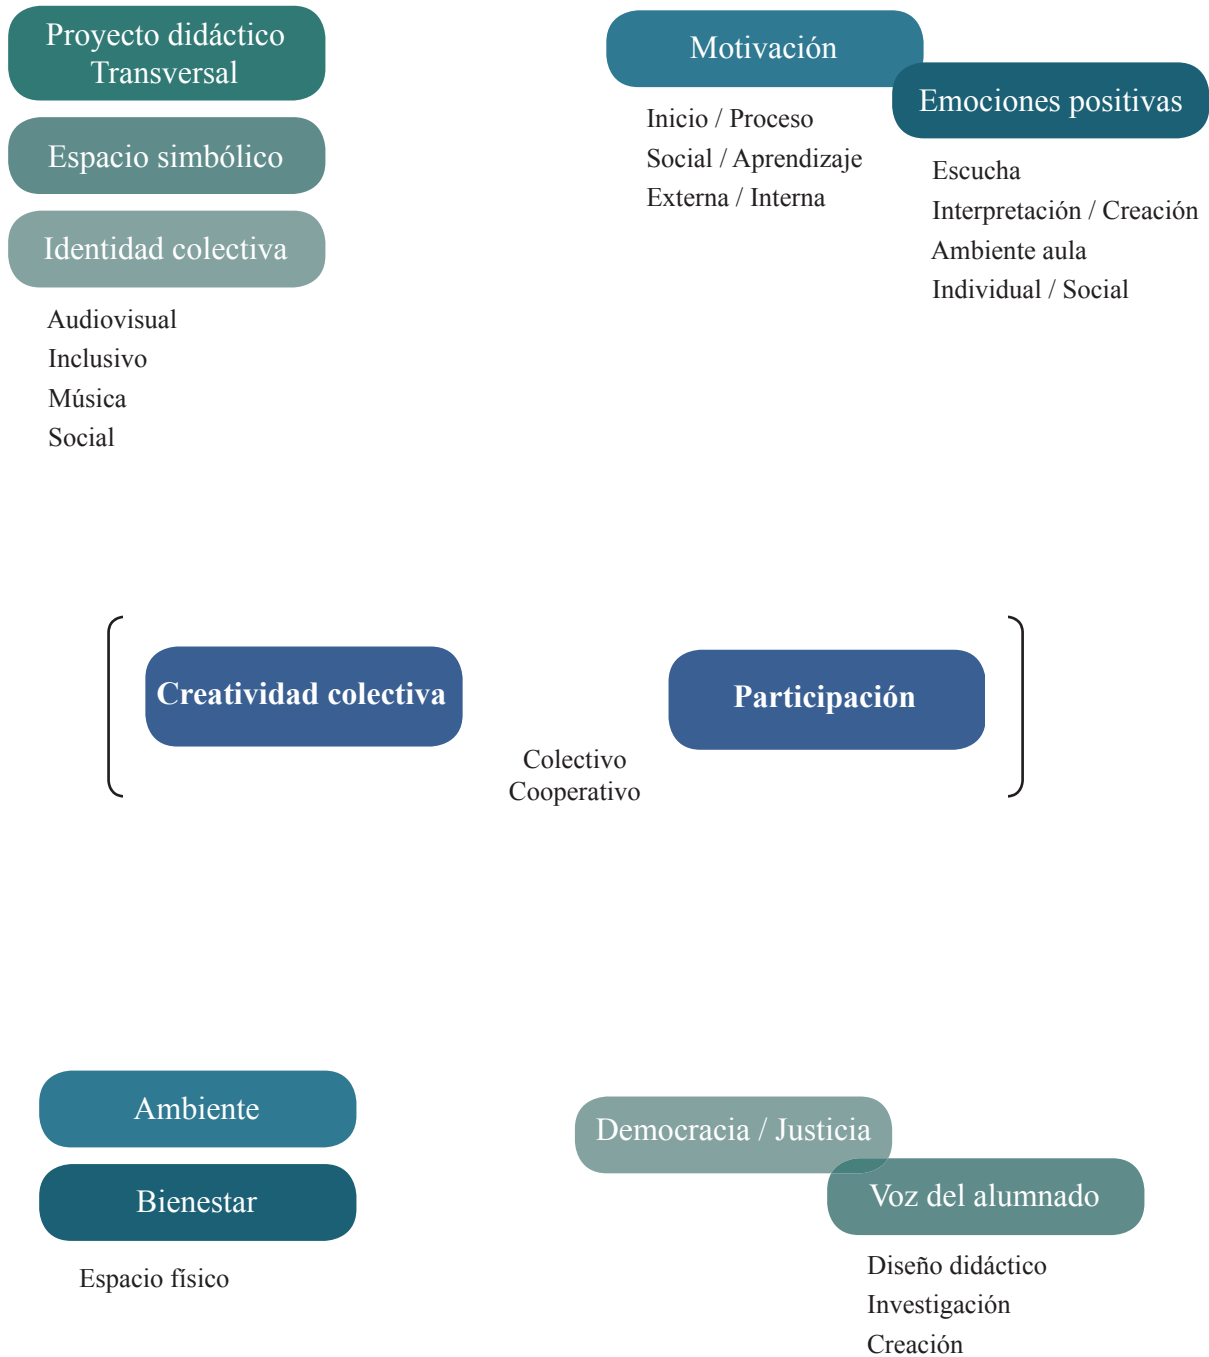 Proyecto didáctico
Transversal
Espacio simbólico
Identidad colectiva
Audiovisual
Inclusivo
Música
Social
Motivación
Inicio / Proceso
Social / Aprendizaje
Externa / Interna
Emociones positivas
Escucha
Interpretación / Creación
Ambiente aula
Individual / Social
Creatividad colectiva
Participación
Colectivo
Cooperativo
Ambiente
Bienestar
Espacio físico
Democracia / Justicia
Voz del alumnado
Diseño didáctico
Investigación
Creación